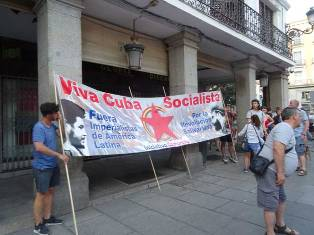 Viva Cuba Socialista
Fuera
Imperialistas
de América
Latina
Por la
Revolución